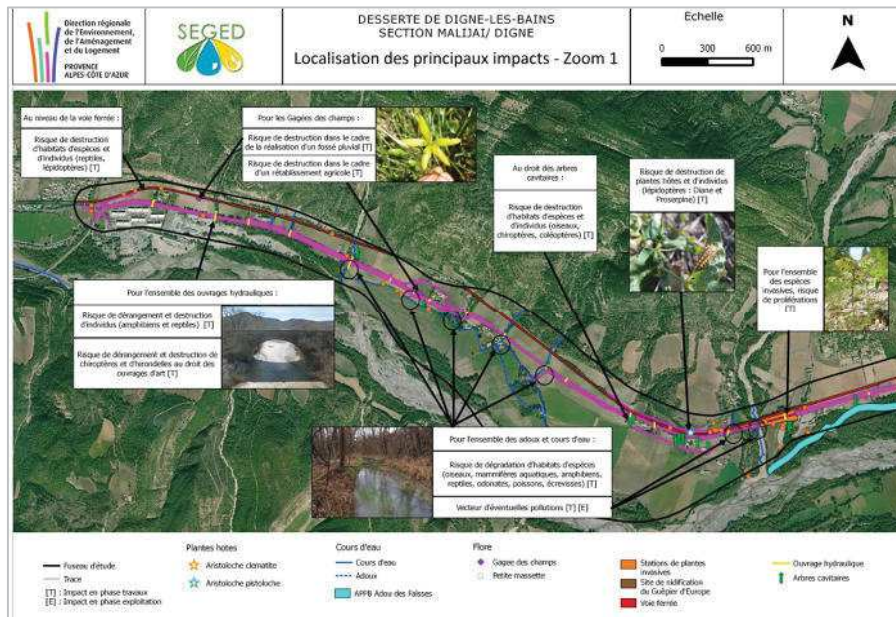 Direction régionale
de l'Environnement,
de l'Aménagement
et du Logement
PROVENCE
ALPES-CÔTE D'AZUR
SEGED
DESSERTE DE DIGNE-LES-BAINS
SECTION MALIJAI/ DIGNE
Localisation des principaux impacts - Zoom 1
Echelle
0 300 600 m
N
Au niveau de la voie ferrée :
Risque de destruction
d'habitats d'espèces et
d'individus (reptiles,
lépidoptères) [T]
Pour les Gagées des champs :
Risque de destruction dans le cadre
de la réalisation d'un fossé pluvial [T]
Risque de destruction dans le cadre
d'un rétablissement agricole [T]
Au droit des arbres
cavitaires :
Risque de destruction
d'habitats d'espèces et
d'individus (oiseaux,
chiroptères, coléoptères) [T]
Risque de destruction de
plantes hôtes et d'individus
(lépidoptères : Diane et
Proserpine) [T]
Pour l'ensemble
des espèces
invasives, risque
de proliférations
[T]
Pour l'ensemble des ouvrages hydrauliques :
Risque de dérangement et destruction
d'individus (amphibiens et reptiles) [T]
Risque de dérangement et destruction de
chiroptères et d'hirondelles au droit des
ouvrages d'art [T]
Pour l'ensemble des adoux et cours d'eau :
Risque de dégradation d'habitats d'espèces
(oiseaux, mammifères aquatiques, amphibiens,
reptiles, odonates, poissons, écrevisses) [T]
Vecteur d'éventuelles pollutions [T] [E]
Fuseau d'étude
Trace
[T] : Impact en phase travaux
[E] : Impact en phase exploitation
Plantes hotes
Aristoloche clematite
Aristoloche pistoloche
Cours d'eau
Cours d'eau
Adoux
APPB Adou des Faïsses
Flore
Gagee des champs
Petite massette
Stations de plantes
invasives
Site de nidification
du Guêpier d'Europe
Voie ferrée
Ouvrage hydraulique
Arbres cavitaires